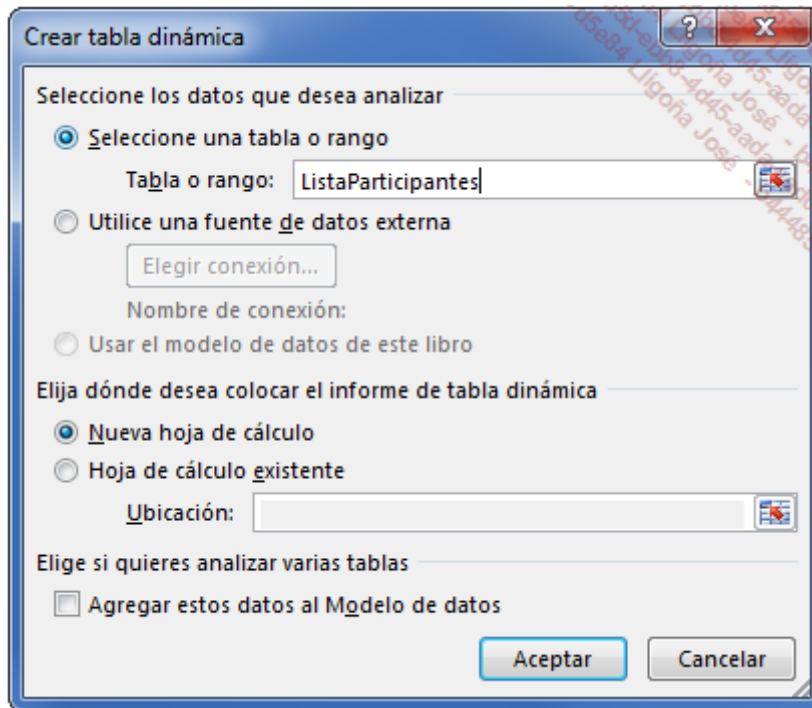 Crear tabla dinámica
Seleccione los datos que desea analizar
Seleccione una tabla o rango
Tabla o rango: ListaParticipantes
Utilice una fuente de datos externa
Elegir conexión...
Nombre de conexión:
Usar el modelo de datos de este libro
Elija dónde desea colocar el informe de tabla dinámica
Nueva hoja de cálculo
Hoja de cálculo existente
Ubicación:
Elige si quieres analizar varias tablas
Agregar estos datos al Modelo de datos
Aceptar Cancelar